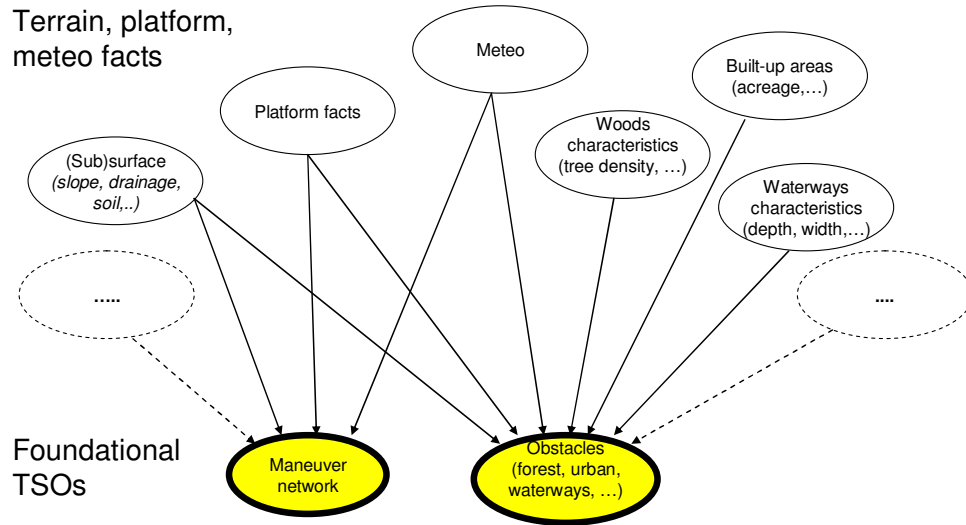 Terrain, platform,
meteo facts
Meteo
Built-up areas
(acreage,…)
Platform facts
Woods
characteristics
(tree density, …)
(Sub)surface
(slope, drainage,
soil,..)
Waterways
characteristics
(depth, width,…)
…..
....
Foundational
TSOs
Maneuver
network
Obstacles
(forest, urban,
waterways, …)